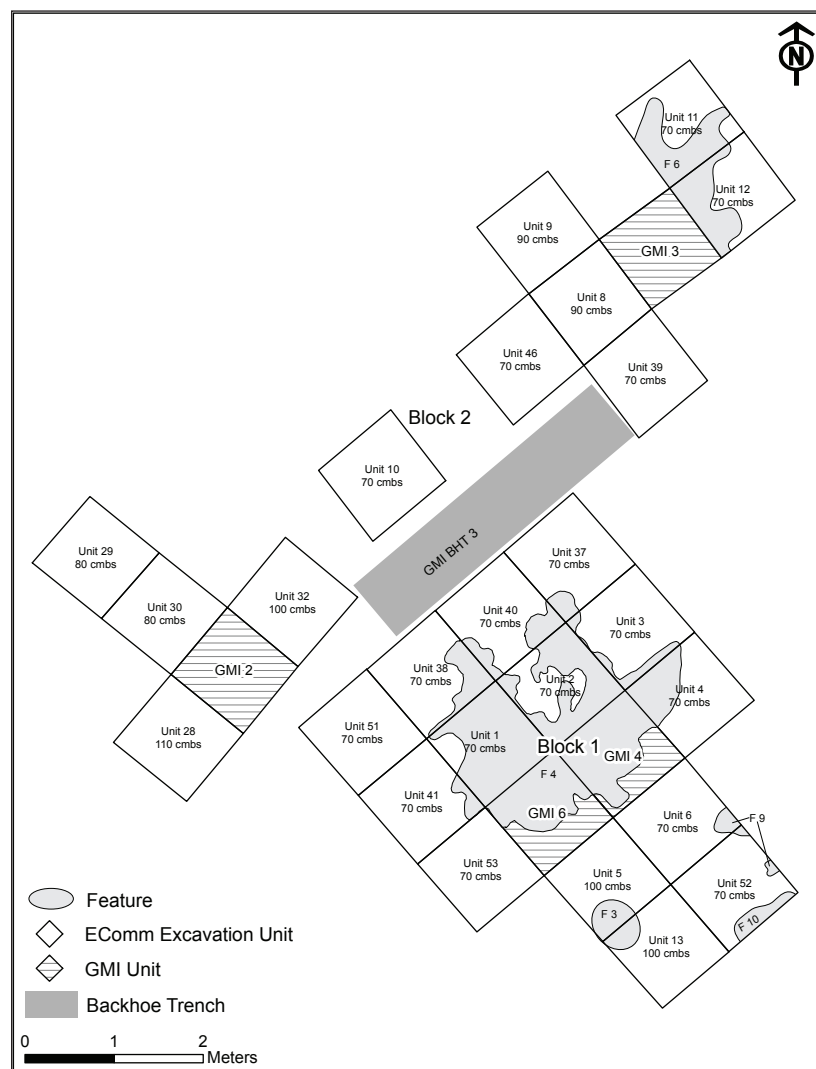 N
Unit 11
70 cmbs
F 6
Unit 12
70 cmbs
Unit 9
90 cmbs
GMI 3
Unit 8
90 cmbs
Unit 46
70 cmbs
Unit 39
70 cmbs
Block 2
Unit 10
70 cmbs
GMI BHT 3
Unit 29
80 cmbs
Unit 30
80 cmbs
Unit 32
100 cmbs
GMI 2
Unit 28
110 cmbs
Unit 37
70 cmbs
Unit 40
70 cmbs
Unit 3
70 cmbs
Unit 38
70 cmbs
Unit 2
70 cmbs
Unit 4
70 cmbs
Unit 51
70 cmbs
Unit 1
70 cmbs
Block 1
GMI 4
F 4
Unit 41
70 cmbs
GMI 6
Unit 6
70 cmbs
F 9
Unit 53
70 cmbs
Unit 5
100 cmbs
Unit 52
70 cmbs
F 3
F 10
Unit 13
100 cmbs
Feature
EComm Excavation Unit
GMI Unit
Backhoe Trench
0 1 2
Meters